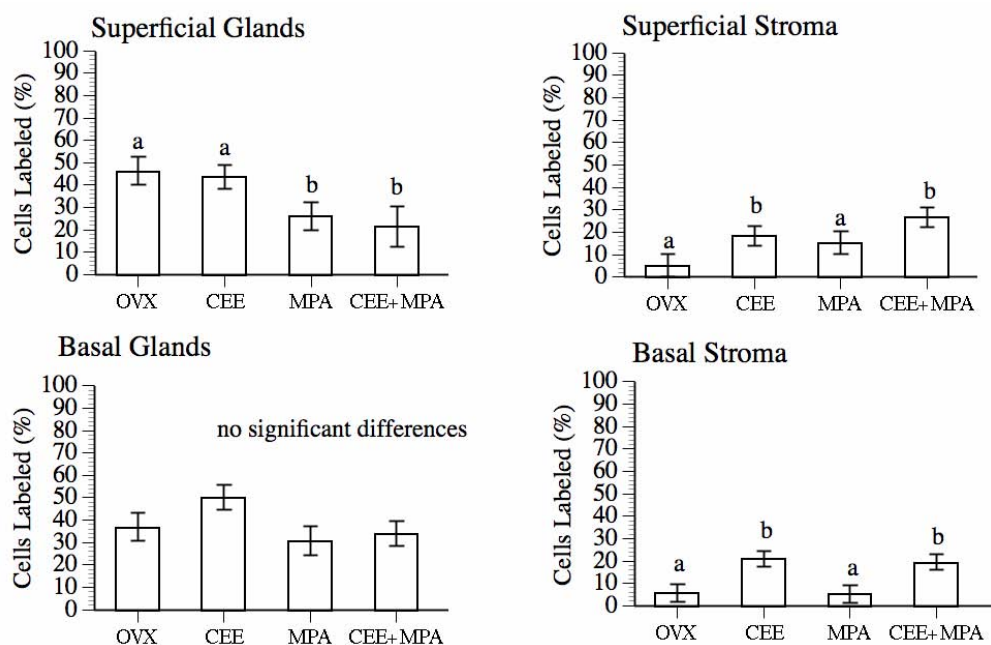 Superficial Glands
Cells Labeled (%)
100
90
80
70
60
50
40
30
20
10
0
a
a
b
b
OVX
CEE
MPA
CEE+MPA
Superficial Stroma
Cells Labeled (%)
100
90
80
70
60
50
40
30
20
10
0
a
b
a
b
OVX
CEE
MPA
CEE+MPA
Basal Glands
Cells Labeled (%)
100
90
80
70
60
50
40
30
20
10
0
no significant differences
OVX
CEE
MPA
CEE+MPA
Basal Stroma
Cells Labeled (%)
100
90
80
70
60
50
40
30
20
10
0
a
b
a
b
OVX
CEE
MPA
CEE+MPA